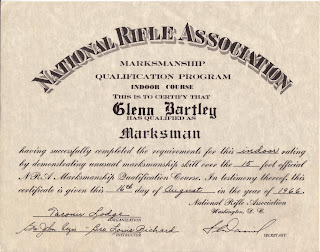 NATIONAL RIFLE ASSOCIATION
MARKSMANSHIP
QUALIFICATION PROGRAM
INDOOR COURSE
THIS IS TO CERTIFY THAT
Glenn Bartley
HAS QUALIFIED AS
Marksman
having successfully completed the requirements for this indoor rating
by demonstrating unusual marksmanship skill over the 15 foot official
NRA Marksmanship Qualification Course. In testimony thereof, this
certificate is given this 16th day of August in the year of 1966.
National Rifle Association
Washington, D. C.
Lodge
ORGANIZATION
Richard
INSTRUCTOR